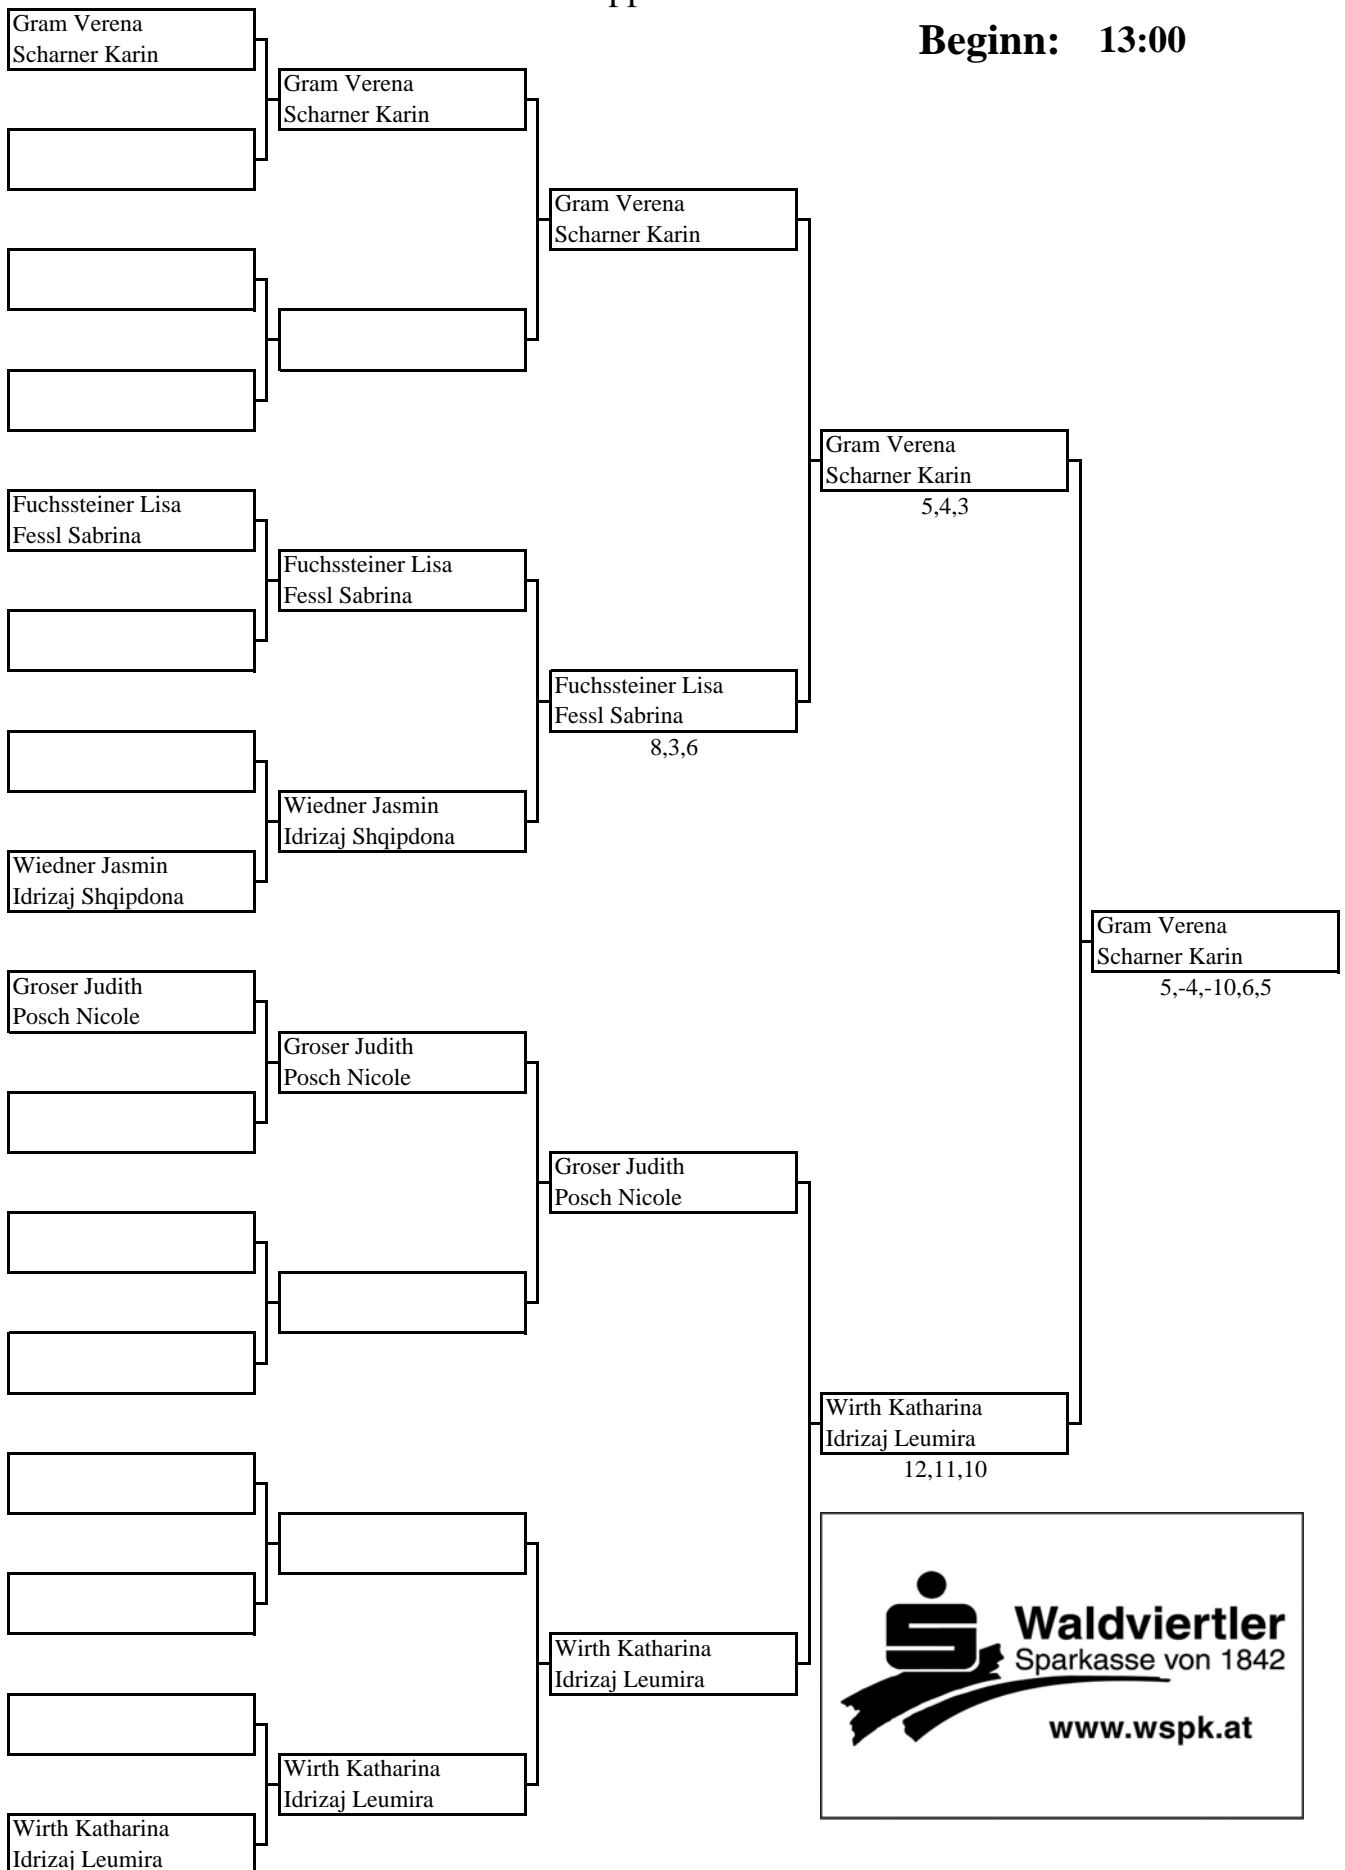 Beginn: 13:00
Gram Verena
Scharner Karin
Gram Verena
Scharner Karin
Gram Verena
Scharner Karin
Gram Verena
Scharner Karin
5,4,3
Fuchssteiner Lisa
Fessl Sabrina
Fuchssteiner Lisa
Fessl Sabrina
Fuchssteiner Lisa
Fessl Sabrina
8,3,6
Wiedner Jasmin
Idrizaj Shqipdona
Wiedner Jasmin
Idrizaj Shqipdona
Gram Verena
Scharner Karin
5,-4,-10,6,5
Groser Judith
Posch Nicole
Groser Judith
Posch Nicole
Groser Judith
Posch Nicole
Wirth Katharina
Idrizaj Leumira
12,11,10
Wirth Katharina
Idrizaj Leumira
Wirth Katharina
Idrizaj Leumira
Wirth Katharina
Idrizaj Leumira
Waldviertler
Sparkasse von 1842
www.wspk.at